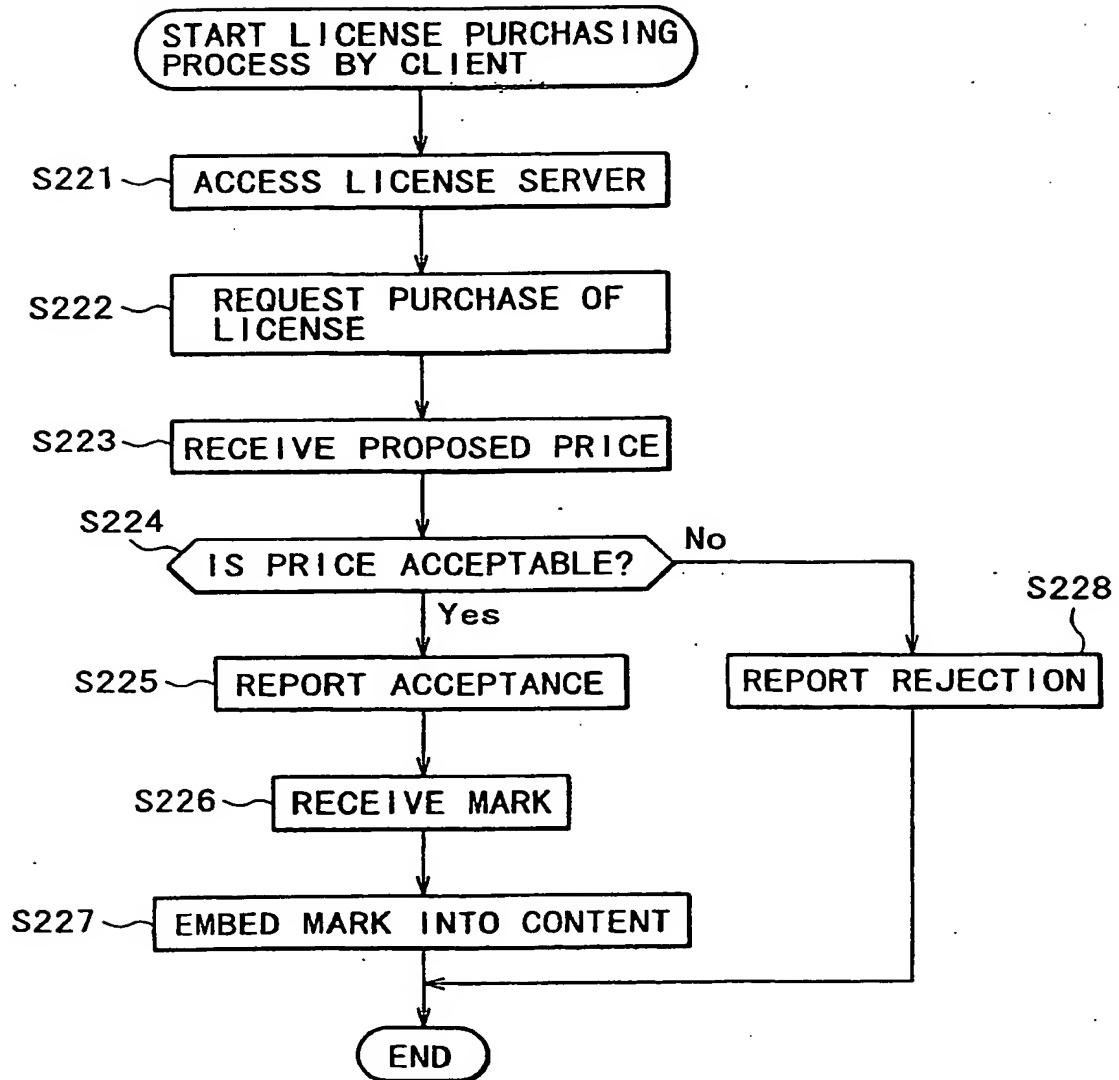 START LICENSE PURCHASING
PROCESS BY CLIENT
S221
ACCESS LICENSE SERVER
S222
REQUEST PURCHASE OF
LICENSE
S223
RECEIVE PROPOSED PRICE
S224
IS PRICE ACCEPTABLE?
No
Yes
S228
S225
REPORT ACCEPTANCE
REPORT REJECTION
S226
RECEIVE MARK
S227
EMBED MARK INTO CONTENT
END